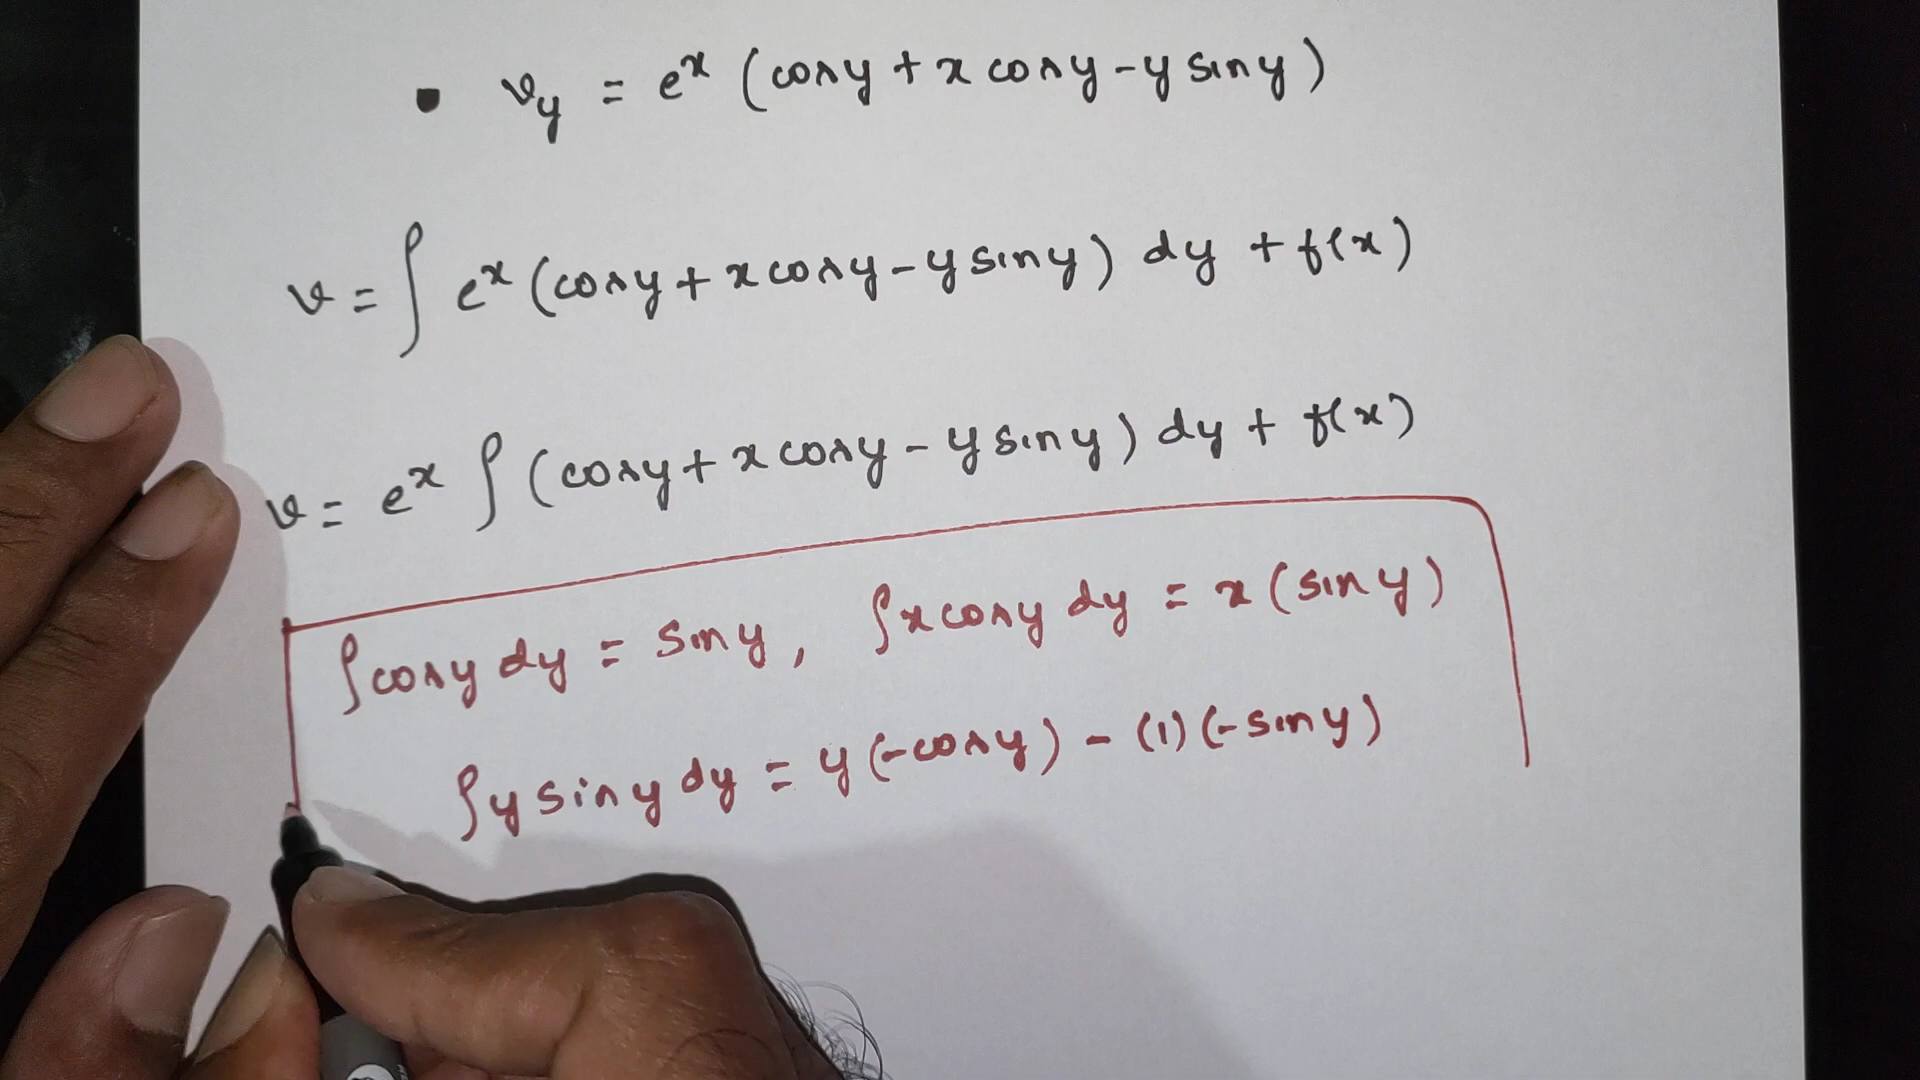 • v_y = e^x (cos y + x cos y - y sin y)
v = ∫ e^x (cos y + x cos y - y sin y) dy + f(x)
v = e^x ∫ (cos y + x cos y - y sin y) dy + f(x)
∫ cos y dy = sin y, ∫ x cos y dy = x (sin y)
∫ y sin y dy = y (-cos y) - (1) (-sin y)